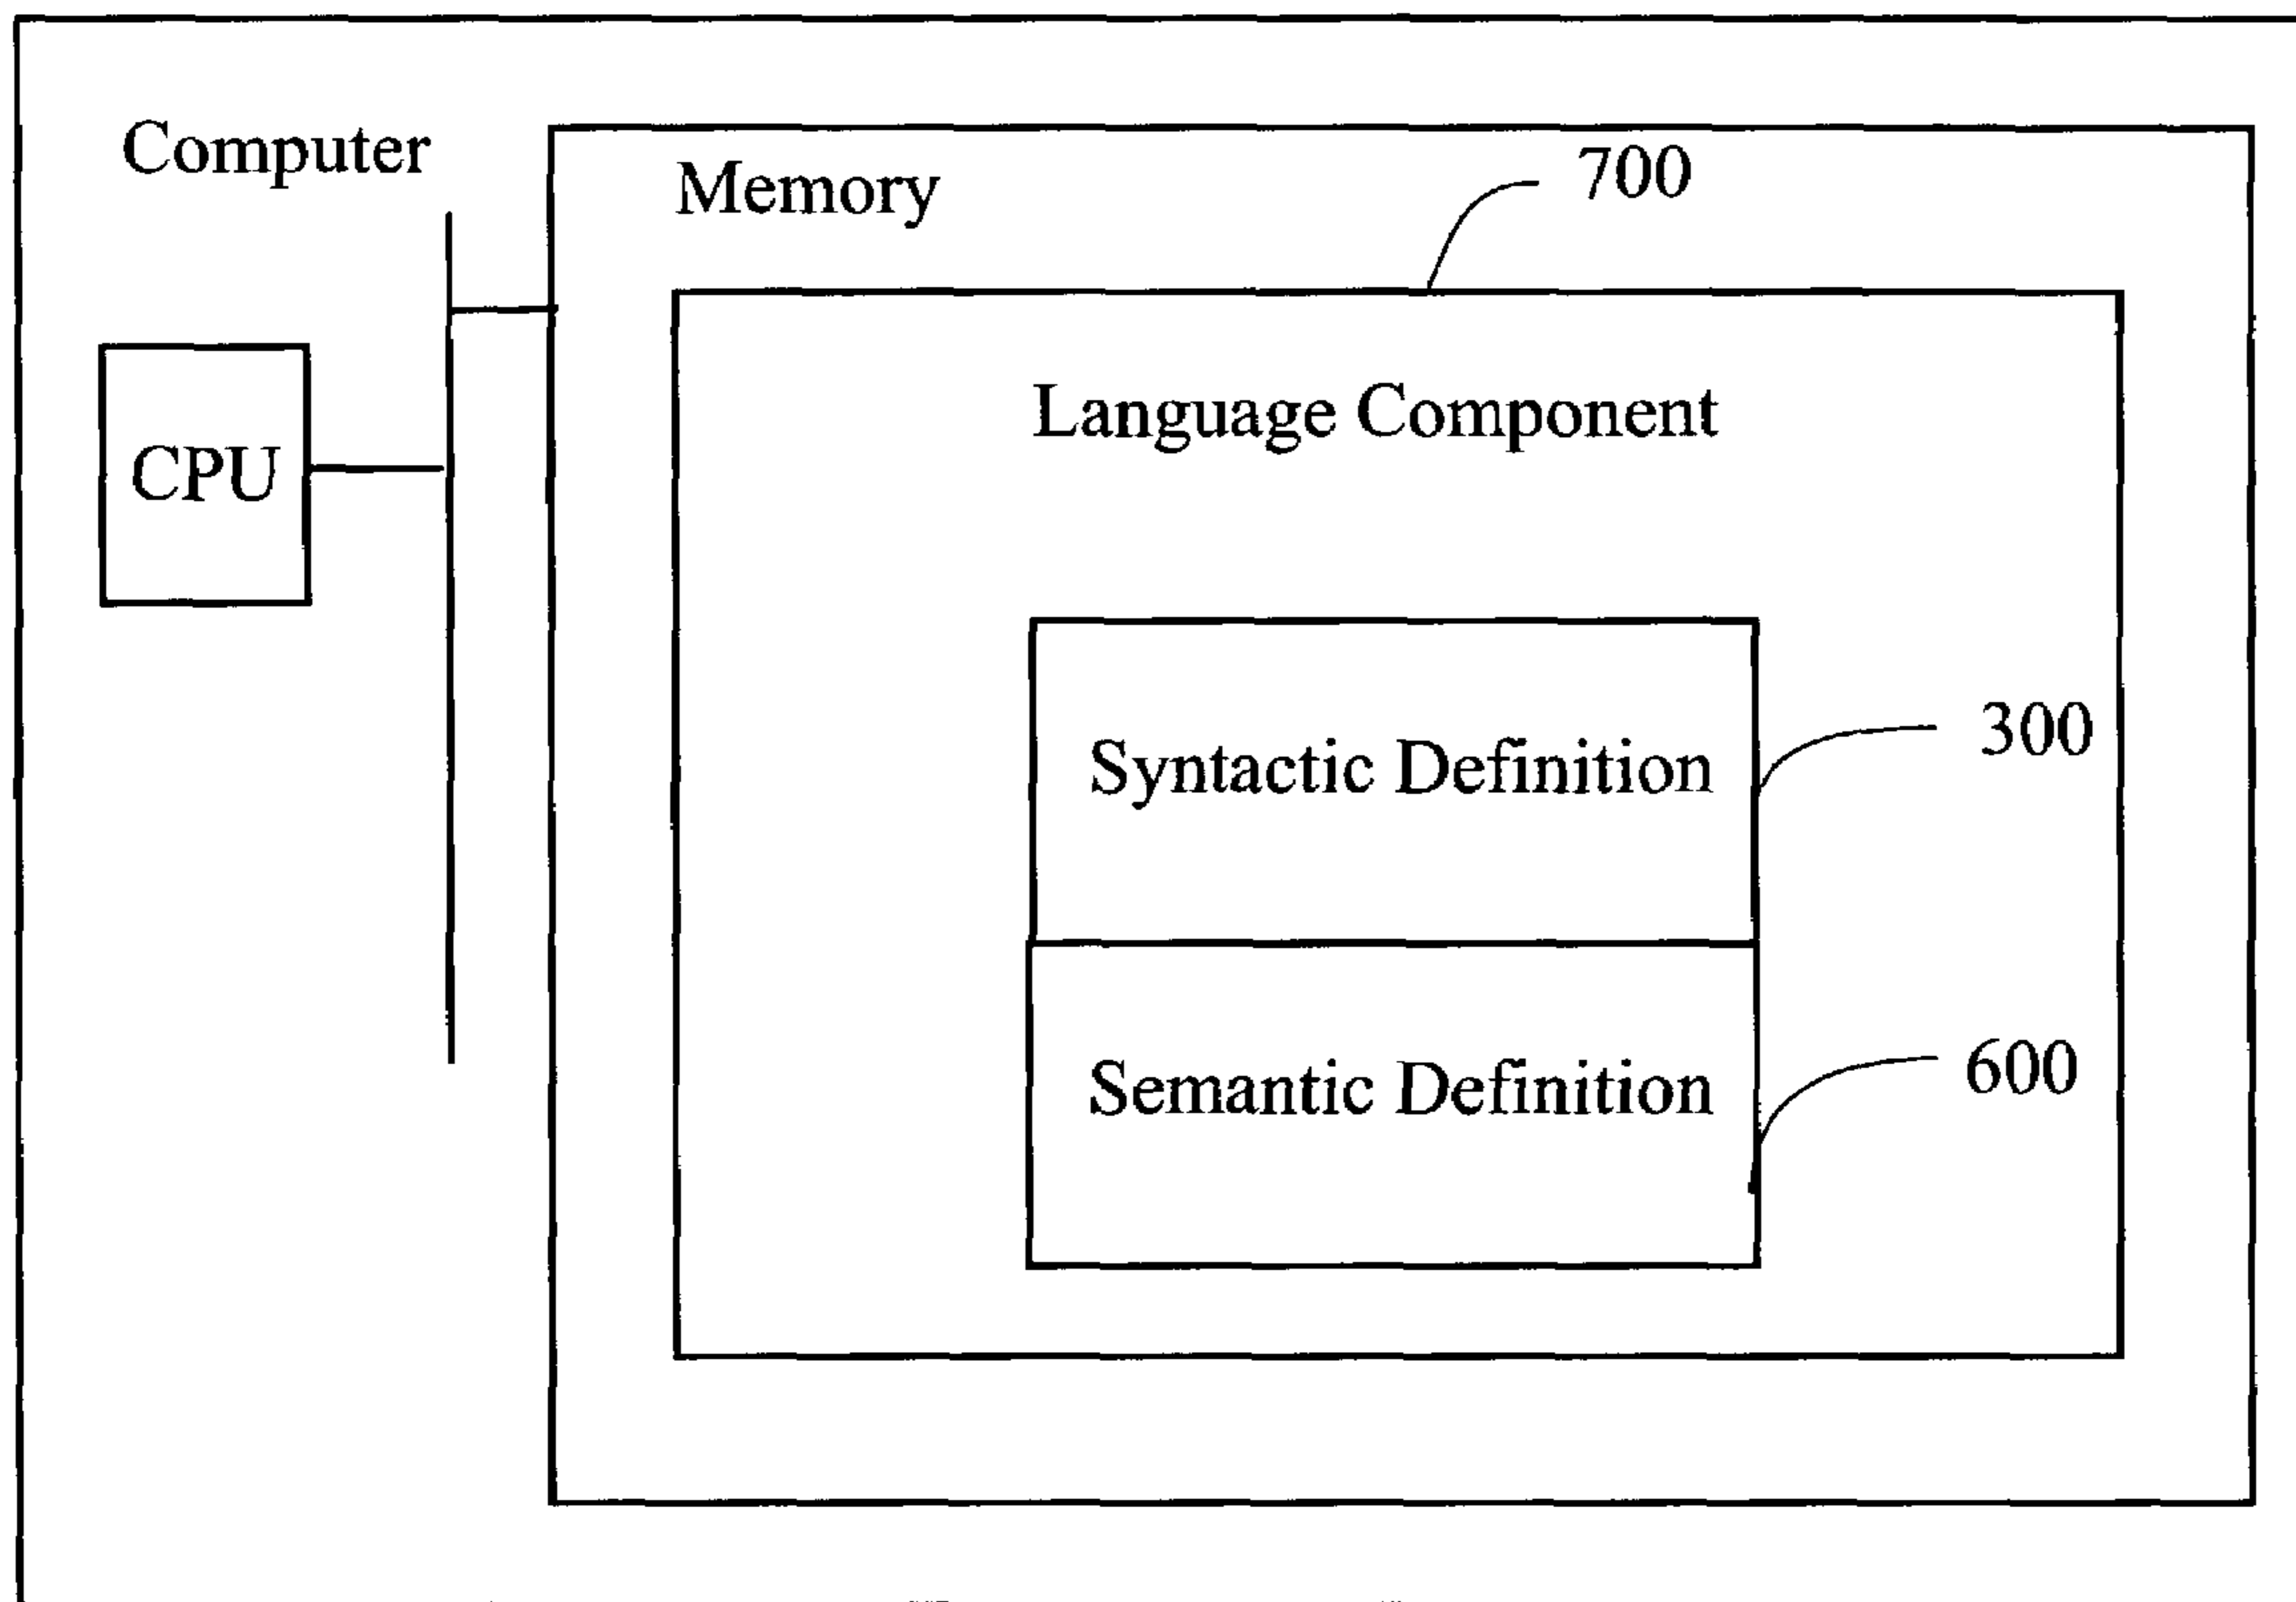 Computer
Memory
700
CPU
Language Component
Syntactic Definition
300
Semantic Definition
600